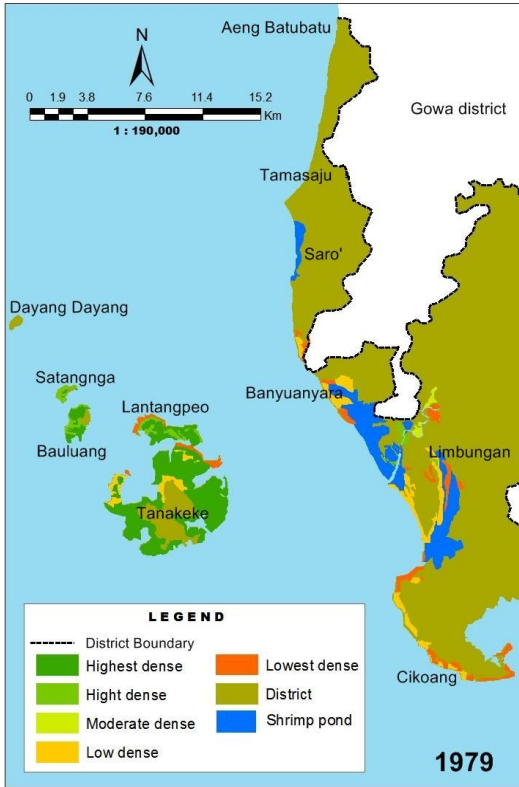 Aeng Batubatu
N
0 1.9 3.8 7.6 11.4 15.2
Km
1 : 190,000
Gowa district
Tamasaju
Saro'
Dayang Dayang
Satangnga
Lantangpeo
Banyuanyara
Bauluang
Limbungan
Tanakeke
LEGEND
District Boundary
Highest dense
Hight dense
Moderate dense
Low dense
Lowest dense
District
Shrimp pond
Cikoang
1979